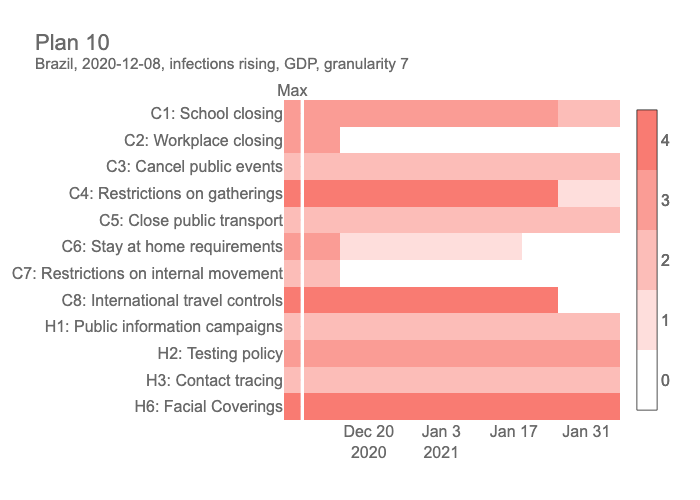 Plan 10
Brazil, 2020-12-08, infections rising, GDP, granularity 7
Max
C1: School closing
C2: Workplace closing
C3: Cancel public events
C4: Restrictions on gatherings
C5: Close public transport
C6: Stay at home requirements
C7: Restrictions on internal movement
C8: International travel controls
H1: Public information campaigns
H2: Testing policy
H3: Contact tracing
H6: Facial Coverings
Dec 20 Jan 3 Jan 17 Jan 31
2020 2021
4
3
2
1
0